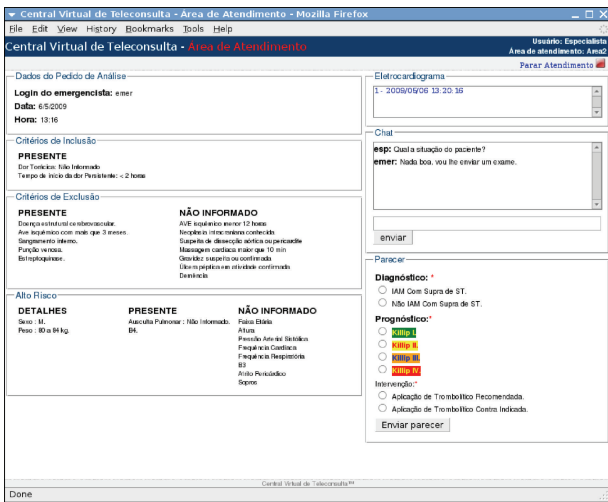 Central Virtual de Teleconsulta - Área de Atendimento - Mozilla Firefox
File Edit View History Bookmarks Tools Help
Central Virtual de Teleconsulta - Área de Atendimento
Usuário: Especialista
Área de atendimento: Area2
Parar Atendimento
Dados do Pedido de Análise
Login do emergencista: emer
Data: 6/5/2009
Hora: 13:16
Critérios de Inclusão
PRESENTE
Dor Torácica: Não Informado
Tempo de início da dor Persistente: < 2 horas
Critérios de Exclusão
PRESENTE
Doença estrutural cerebrovascular.
Ave isquêmico com mais que 3 meses.
Sangramento interno.
Punção venosa.
Estreptoquinase.
NÃO INFORMADO
AVE isquêmico menor 12 horas
Neoplasia intracraniana conhecida
Suspeita de dissecção aórtica ou pericardite
Massagem cardíaca maior que 10 min
Gravidez suspeita ou confirmada
Úlcera péptica em atividade confirmada
Demência
Alto Risco
DETALHES
Sexo : M.
Peso : 80 a 84 kg.
PRESENTE
Ausculta Pulmonar : Não Informado.
B4.
NÃO INFORMADO
Faixa Etária
Altura
Pressão Arterial Sistólica
Frequência Cardíaca
Frequência Respiratória
B3
Atrito Pericárdico
Sopros
Eletrocardiograma
1 - 2009/05/06 13:20:16
Chat
esp: Qual a situação do paciente?
emer: Nada boa. vou lhe enviar um exame.
enviar
Parecer
Diagnóstico: *
IAM Com Supra de ST.
Não IAM Com Supra de ST.
Prognóstico:*
Killip I.
Killip II.
Killip III.
Killip IV.
Intervenção:*
Aplicação de Trombolítico Recomendada.
Aplicação de Trombolítico Contra Indicada.
Enviar parecer
Central Virtual de Teleconsulta™
Done